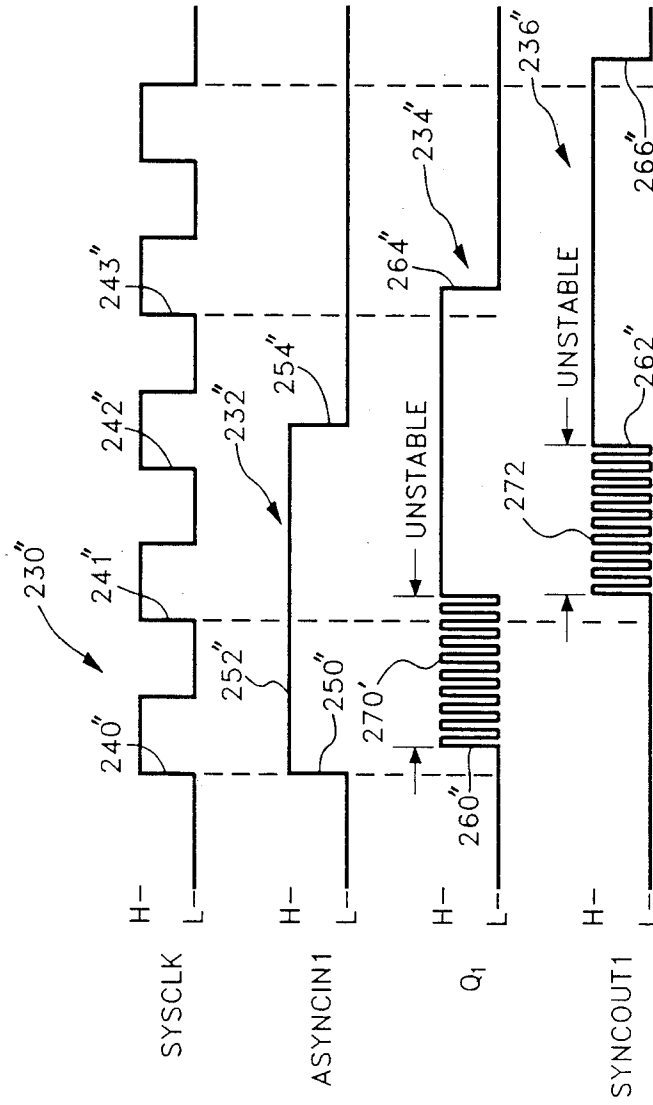 230"
240"
241"
242"
243"
H
L
SYSCLK
232"
252"
250"
254"
H
L
ASYNCIN1
UNSTABLE
234"
270'
260"
264"
H
L
Q1
UNSTABLE
236"
272
262"
266"
H
L
SYNCOUT1